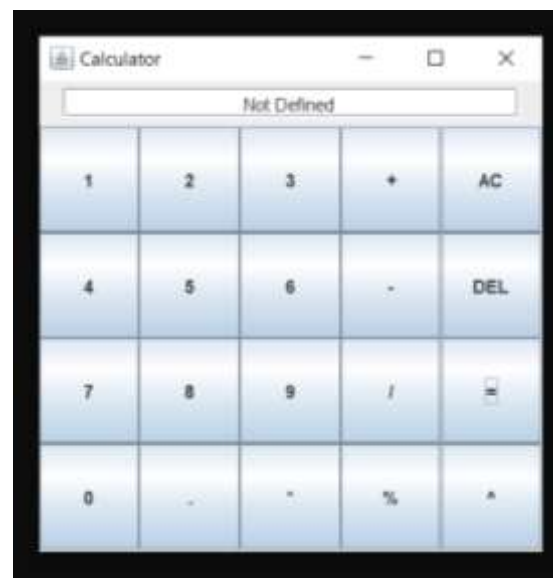 Calculator
Not Defined
1 2 3 + AC
4 5 6 - DEL
7 8 9 / =
0 . * % ^